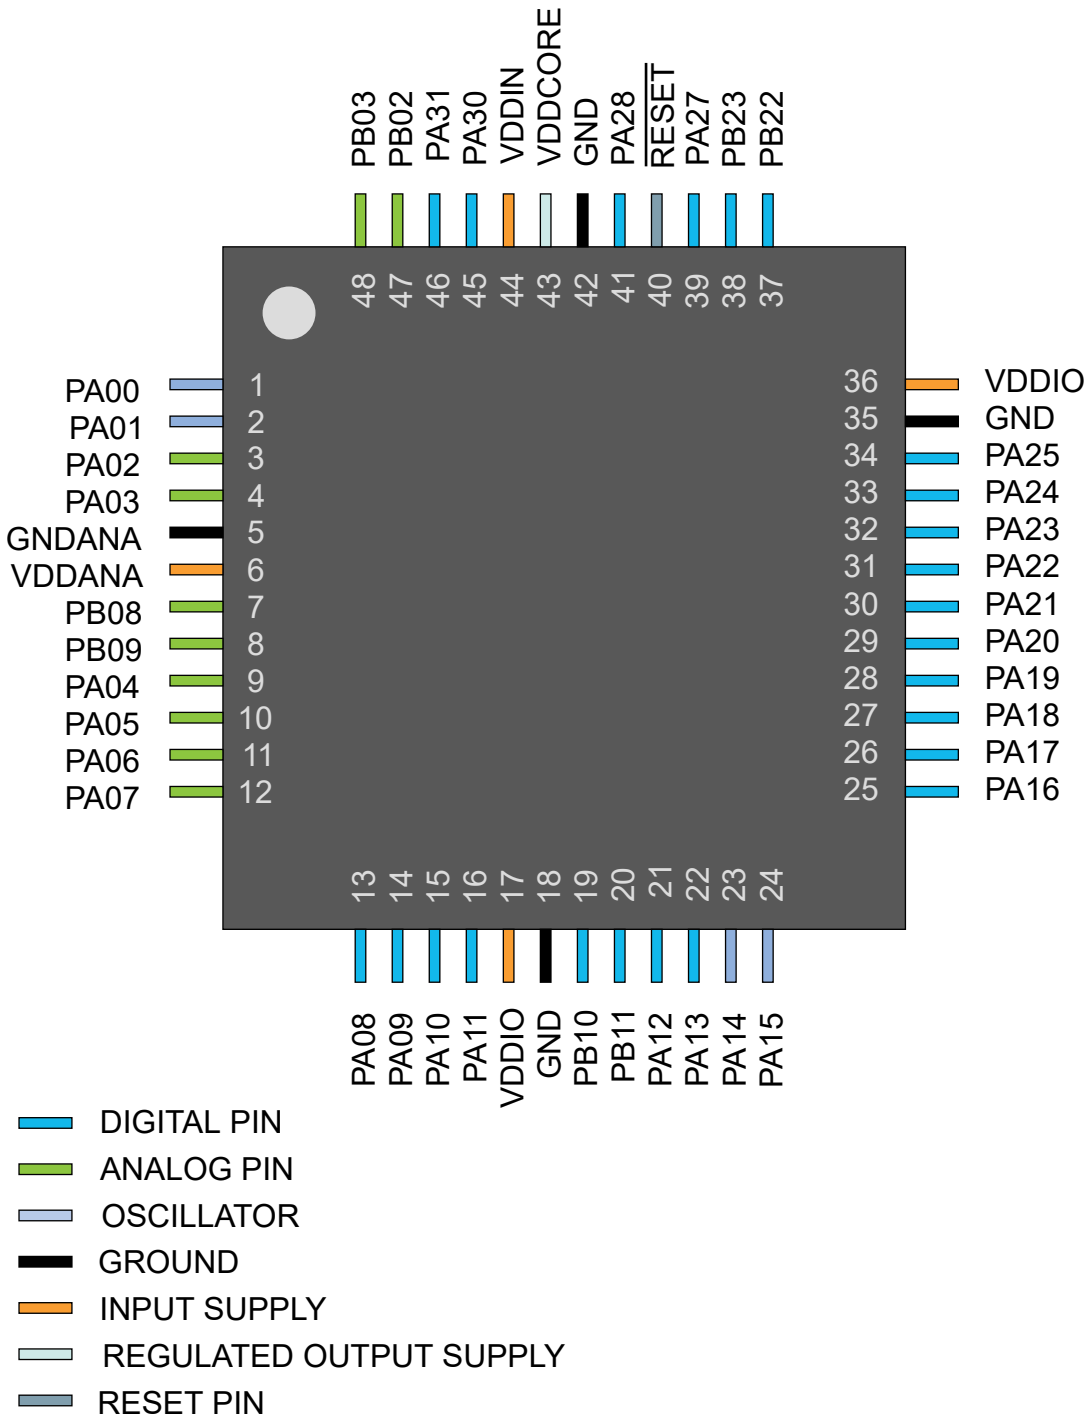 PB03
PB02
PA31
PA30
VDDIN
VDDCORE
GND
PA28
RESET
PA27
PB23
PB22
48
47
46
45
44
43
42
41
40
39
38
37
PA00 1
PA01 2
PA02 3
PA03 4
GNDANA 5
VDDANA 6
PB08 7
PB09 8
PA04 9
PA05 10
PA06 11
PA07 12
36 VDDIO
35 GND
34 PA25
33 PA24
32 PA23
31 PA22
30 PA21
29 PA20
28 PA19
27 PA18
26 PA17
25 PA16
13
14
15
16
17
18
19
20
21
22
23
24
PA08
PA09
PA10
PA11
VDDIO
GND
PB10
PB11
PA12
PA13
PA14
PA15
DIGITAL PIN
ANALOG PIN
OSCILLATOR
GROUND
INPUT SUPPLY
REGULATED OUTPUT SUPPLY
RESET PIN